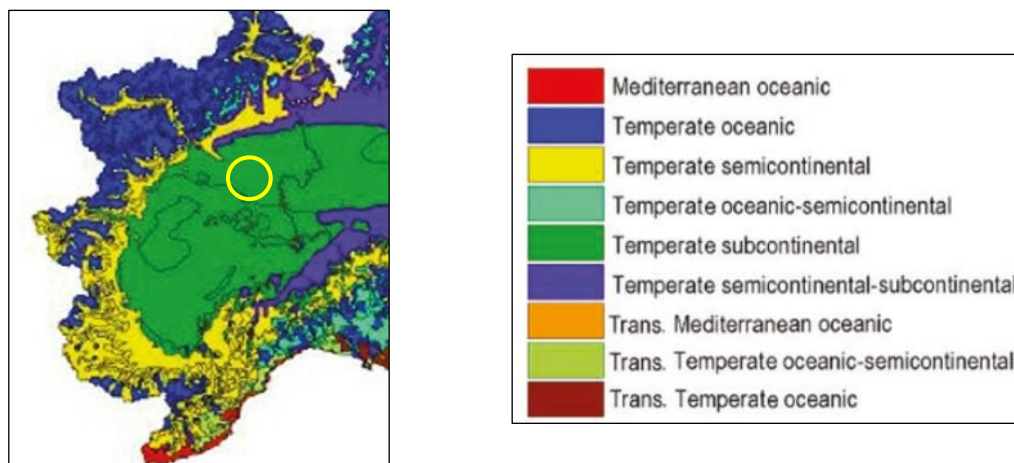 Mediterranean oceanic
Temperate oceanic
Temperate semicontinental
Temperate oceanic-semicontinental
Temperate subcontinental
Temperate semicontinental-subcontinental
Trans. Mediterranean oceanic
Trans. Temperate oceanic-semicontinental
Trans. Temperate oceanic